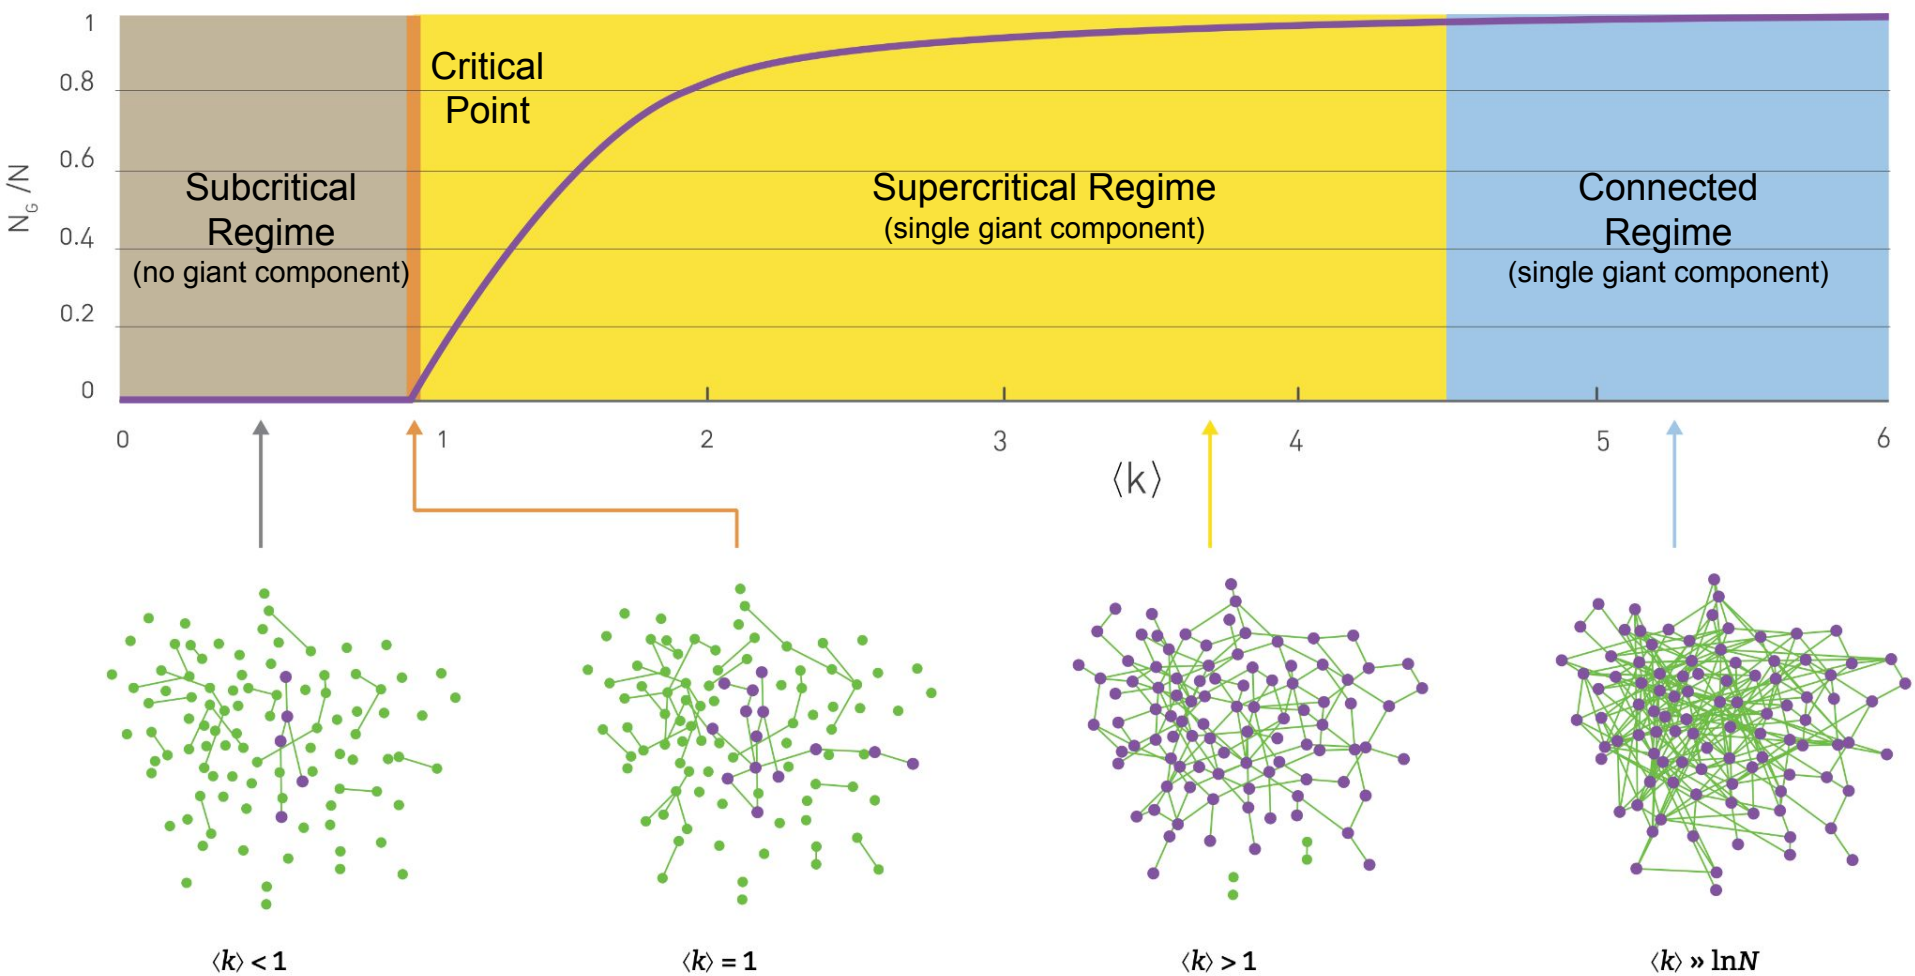 1
0.8
0.6
0.4
0.2
0
N_G /N
Critical
Point
Subcritical
Regime
(no giant component)
Supercritical Regime
(single giant component)
Connected
Regime
(single giant component)
0 1 2 3 4 5 6
⟨k⟩
⟨k⟩ < 1
⟨k⟩ = 1
⟨k⟩ > 1
⟨k⟩ » lnN